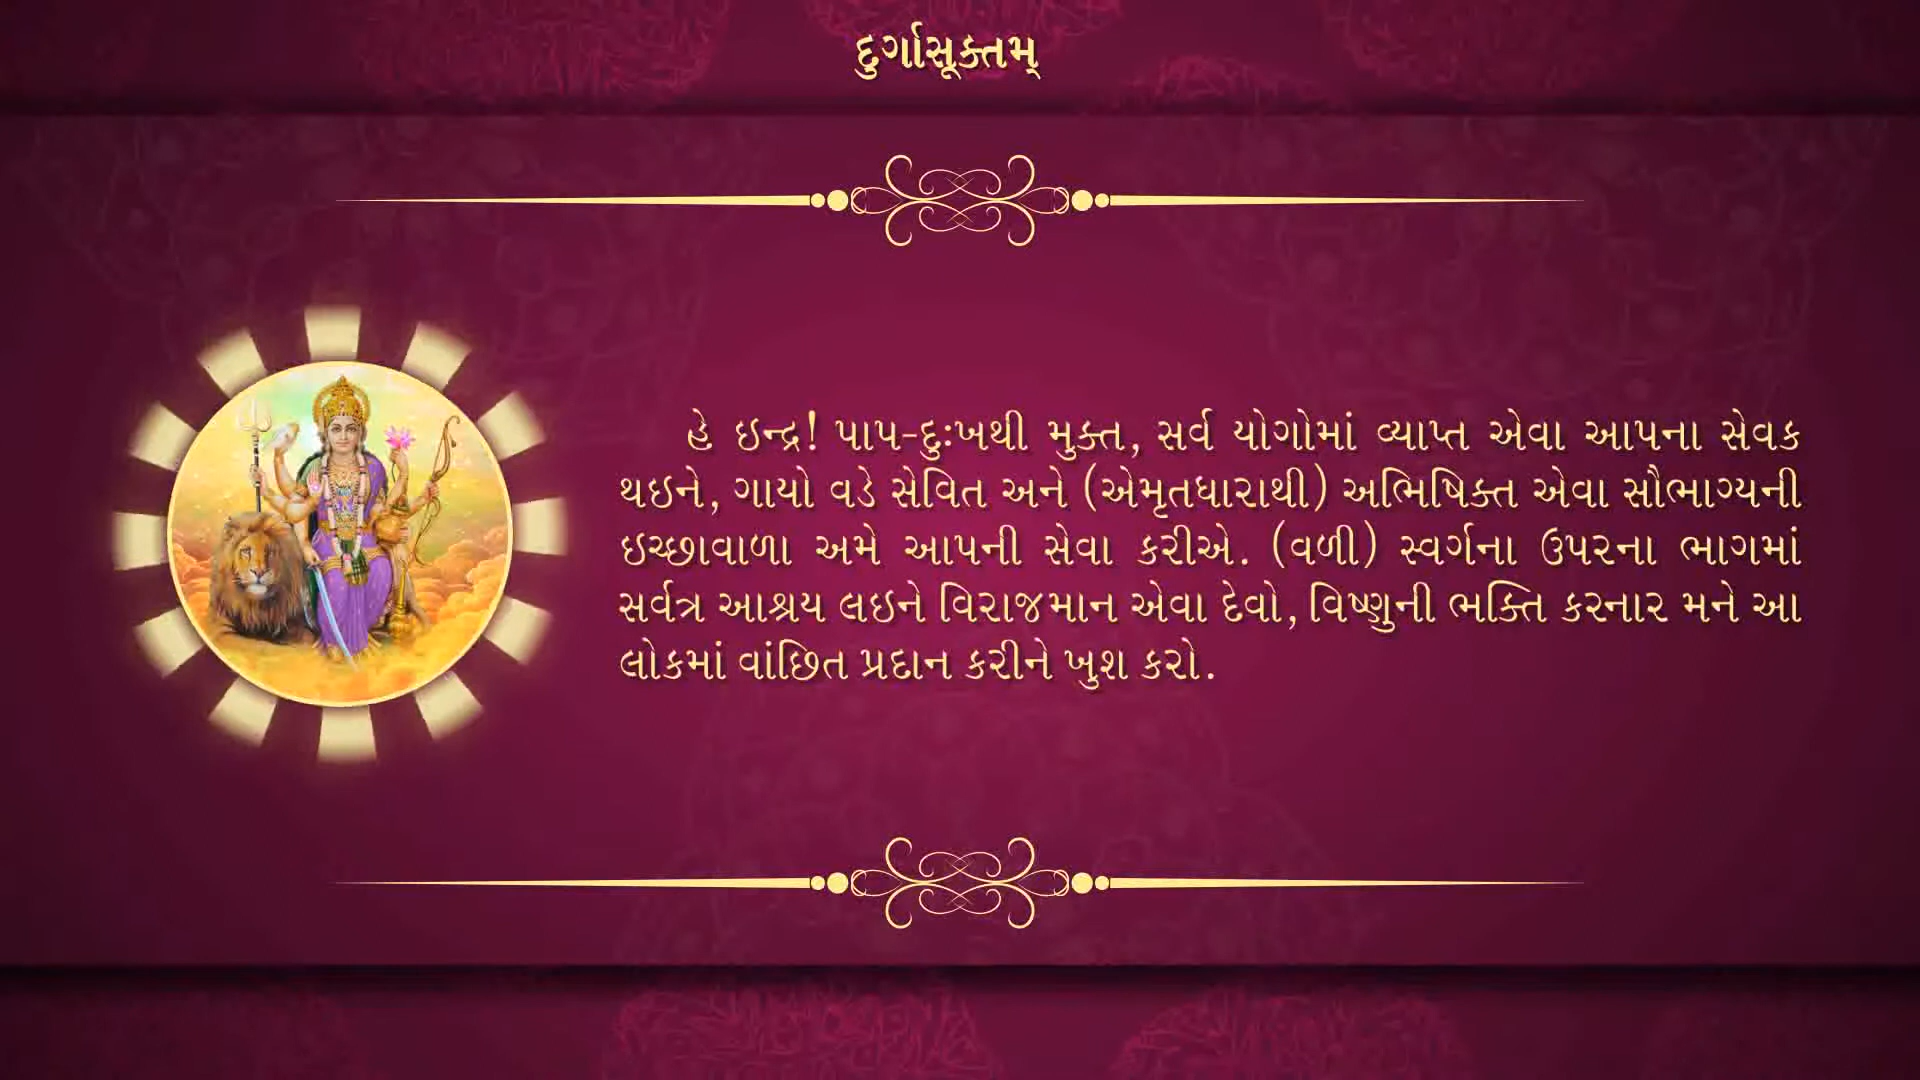 દુર્ગાસૂક્તમ્
હે ઇન્દ્ર! પાપ-દુઃખથી મુક્ત, સર્વ યોગોમાં વ્યાપ્ત એવા આપના સેવક
થઇને, ગાયો વડે સેવિત અને (એમૃતધારાથી) અભિષિક્ત એવા સૌભાગ્યની
ઇચ્છાવાળા અમે આપની સેવા કરીએ. (વળી) સ્વર્ગના ઉપરના ભાગમાં
સર્વત્ર આશ્રય લઇને વિરાજમાન એવા દેવો, વિષ્ણુની ભક્તિ કરનાર મને આ
લોકમાં વાંછિત પ્રદાન કરીને ખુશ કરો.